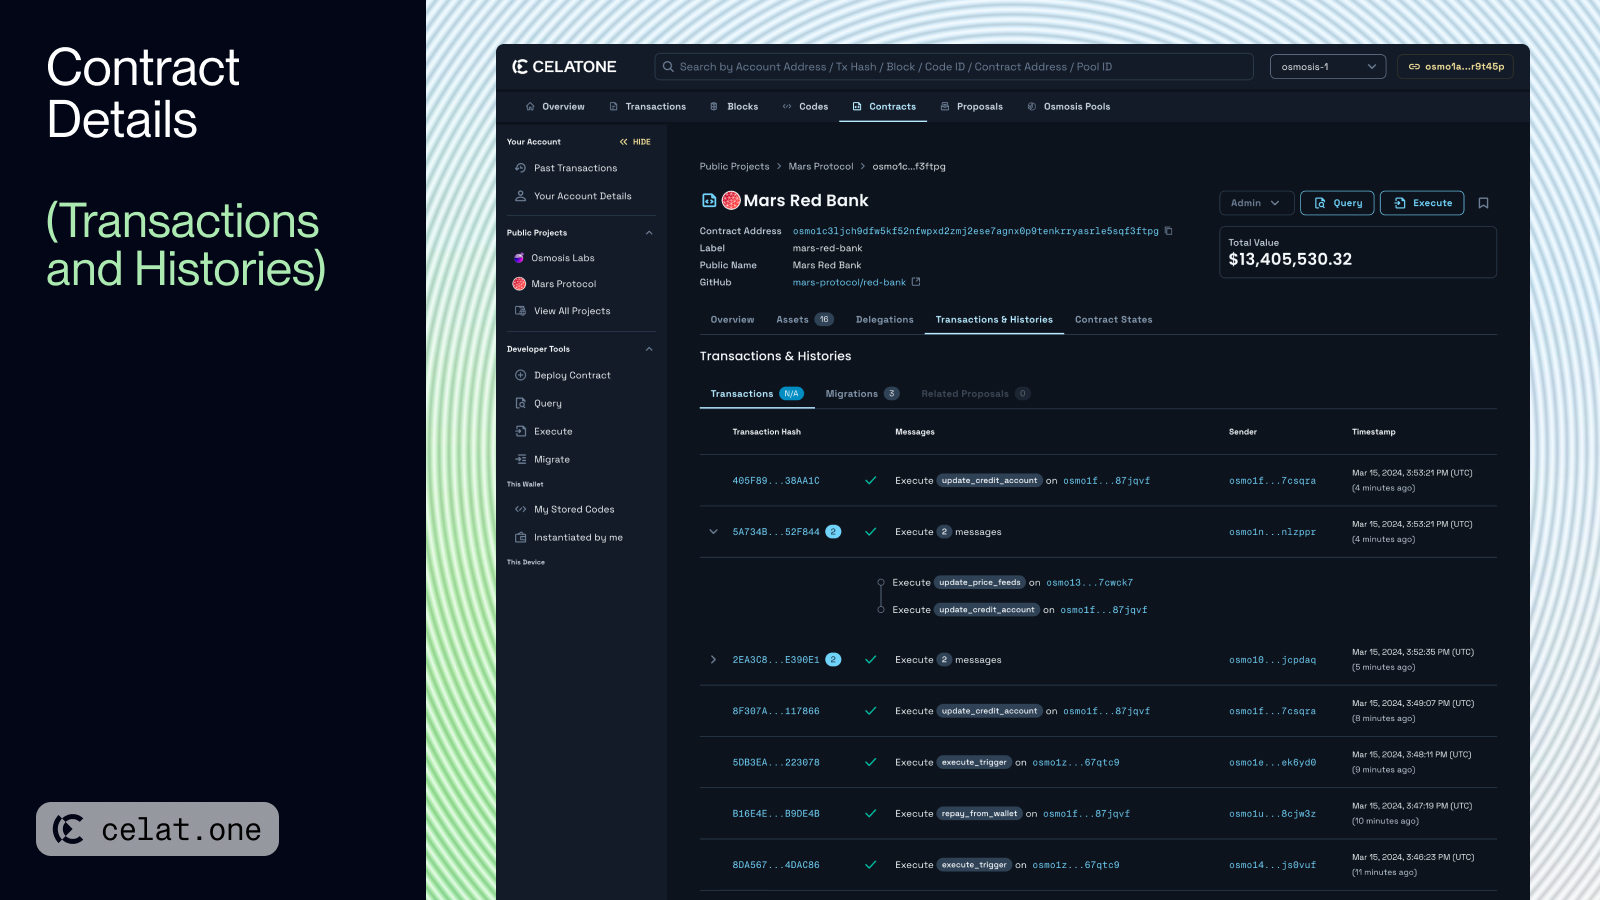 Contract
Details
(Transactions
and Histories)
celat.one
CELATONE
Search by Account Address / Tx Hash / Block / Code ID / Contract Address / Pool ID
osmosis-1
osmo1a...r9t45p
Overview
Transactions
Blocks
Codes
Contracts
Proposals
Osmosis Pools
Your Account
HIDE
Past Transactions
Your Account Details
Public Projects
Osmosis Labs
Mars Protocol
View All Projects
Developer Tools
Deploy Contract
Query
Execute
Migrate
This Wallet
My Stored Codes
Instantiated by me
This Device
Public Projects > Mars Protocol > osmo1c...f3ftpg
Mars Red Bank
Admin
Query
Execute
Contract Address osmo1c3ljch9dfw5kf52nfwpxd2zmj2ese7agnx0p9tenkrryasrle5sqf3ftpg
Label mars-red-bank
Public Name Mars Red Bank
GitHub mars-protocol/red-bank
Total Value
$13,405,530.32
Overview
Assets 16
Delegations
Transactions & Histories
Contract States
Transactions & Histories
Transactions N/A
Migrations 3
Related Proposals 0
Transaction Hash Messages Sender Timestamp
405F89...38AA1C Execute update_credit_account on osmo1f...87jqvf osmo1f...7csqra Mar 15, 2024, 3:53:21 PM (UTC)
(4 minutes ago)
5A734B...52F844 2 Execute 2 messages osmo1n...nlzppr Mar 15, 2024, 3:53:21 PM (UTC)
(4 minutes ago)
Execute update_price_feeds on osmo13...7cwck7
Execute update_credit_account on osmo1f...87jqvf
2EA3C8...E390E1 2 Execute 2 messages osmo10...jcpdaq Mar 15, 2024, 3:52:35 PM (UTC)
(5 minutes ago)
8F307A...117866 Execute update_credit_account on osmo1f...87jqvf osmo1f...7csqra Mar 15, 2024, 3:49:07 PM (UTC)
(8 minutes ago)
5DB3EA...223078 Execute execute_trigger on osmo1z...67qtc9 osmo1e...ek6yd0 Mar 15, 2024, 3:48:11 PM (UTC)
(9 minutes ago)
B16E4E...B9DE4B Execute repay_from_wallet on osmo1f...87jqvf osmo1u...8cjw3z Mar 15, 2024, 3:47:19 PM (UTC)
(10 minutes ago)
8DA567...4DAC86 Execute execute_trigger on osmo1z...67qtc9 osmo14...js0vuf Mar 15, 2024, 3:46:23 PM (UTC)
(11 minutes ago)